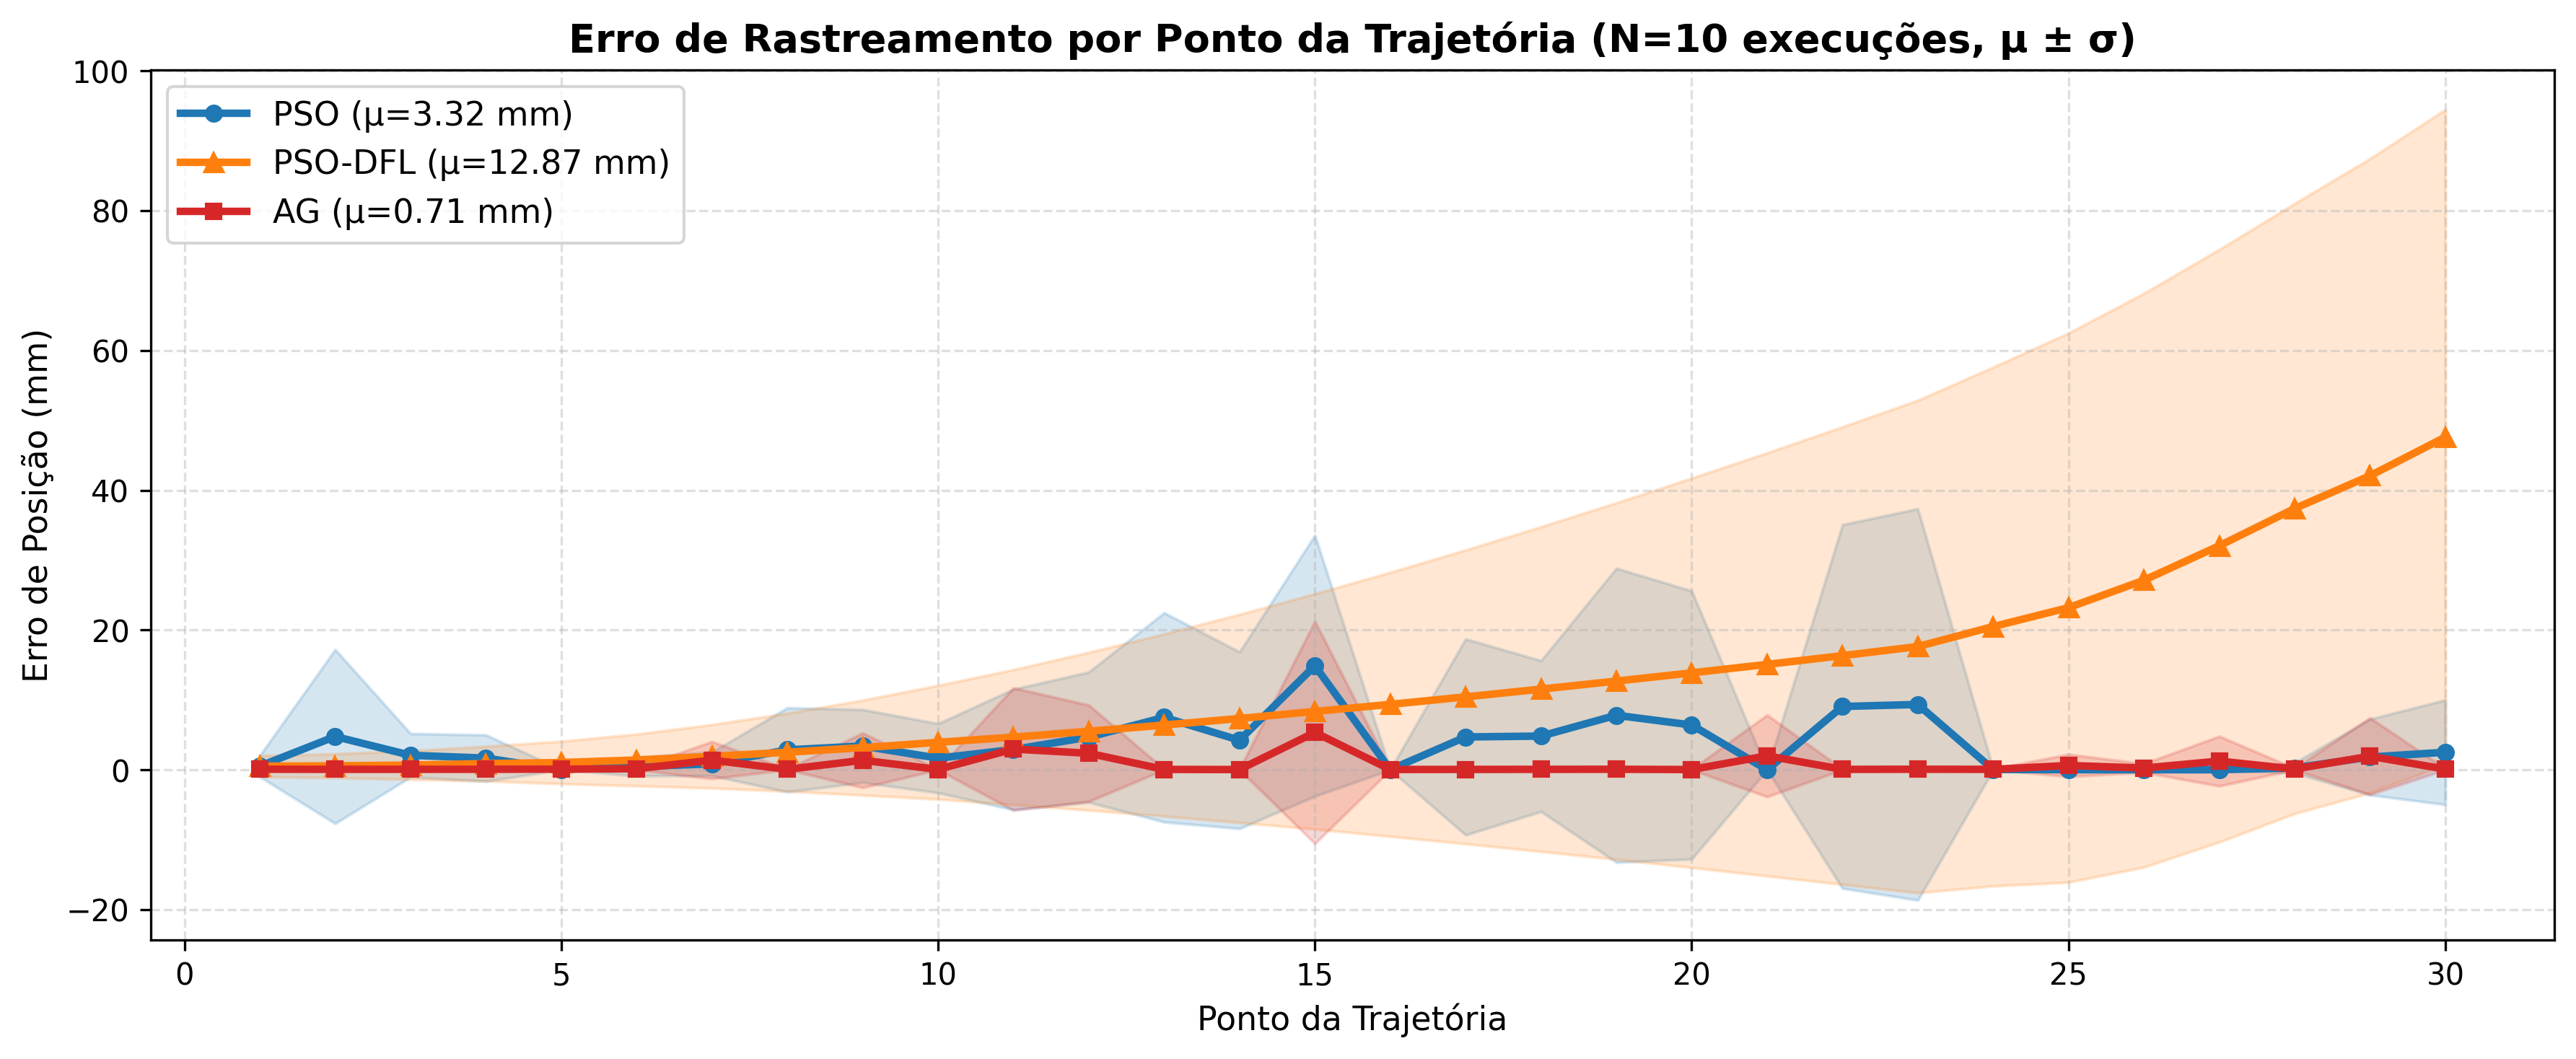 Erro de Rastreamento por Ponto da Trajetória (N=10 execuções, μ ± σ)
100
80
60
40
20
0
−20
Erro de Posição (mm)
PSO (μ=3.32 mm)
PSO-DFL (μ=12.87 mm)
AG (μ=0.71 mm)
0
5
10
15
20
25
30
Ponto da Trajetória